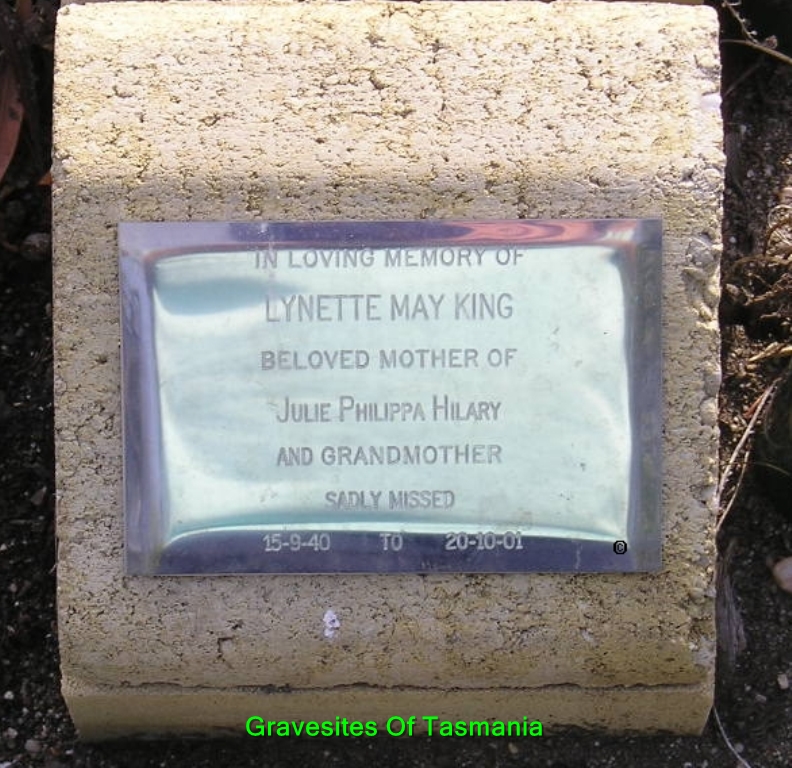 IN LOVING MEMORY OF
LYNETTE MAY KING
BELOVED MOTHER OF
JULIE PHILIPPA HILARY
AND GRANDMOTHER
SADLY MISSED
15-9-40 TO 20-10-01
©
Gravesites Of Tasmania